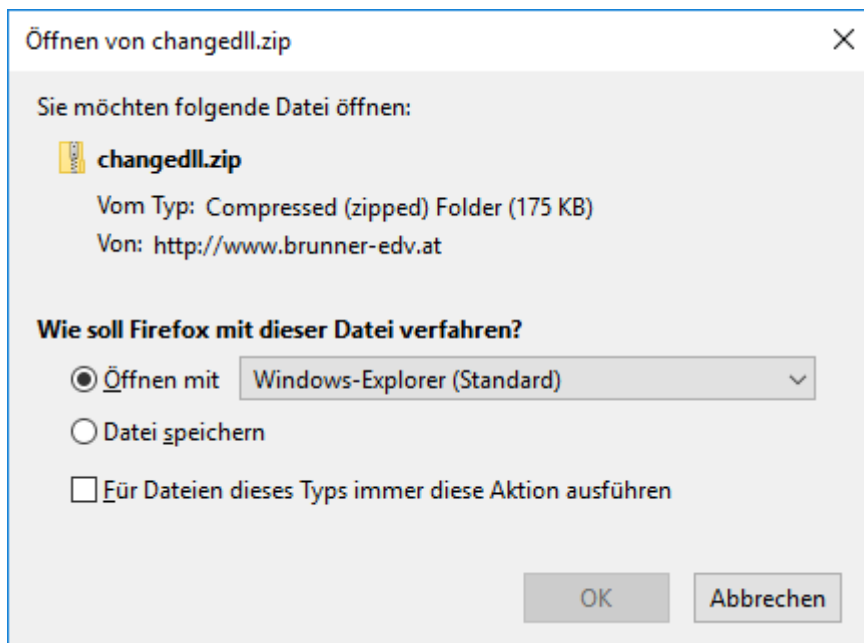 Öffnen von changedll.zip
Sie möchten folgende Datei öffnen:
changedll.zip
Vom Typ: Compressed (zipped) Folder (175 KB)
Von: http://www.brunner-edv.at
Wie soll Firefox mit dieser Datei verfahren?
Öffnen mit Windows-Explorer (Standard)
Datei speichern
Für Dateien dieses Typs immer diese Aktion ausführen
OK Abbrechen